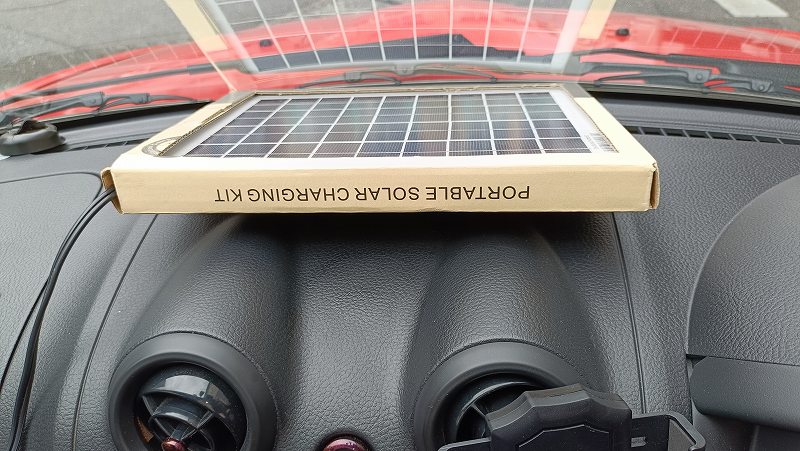 PORTABLE SOLAR CHARGING KIT